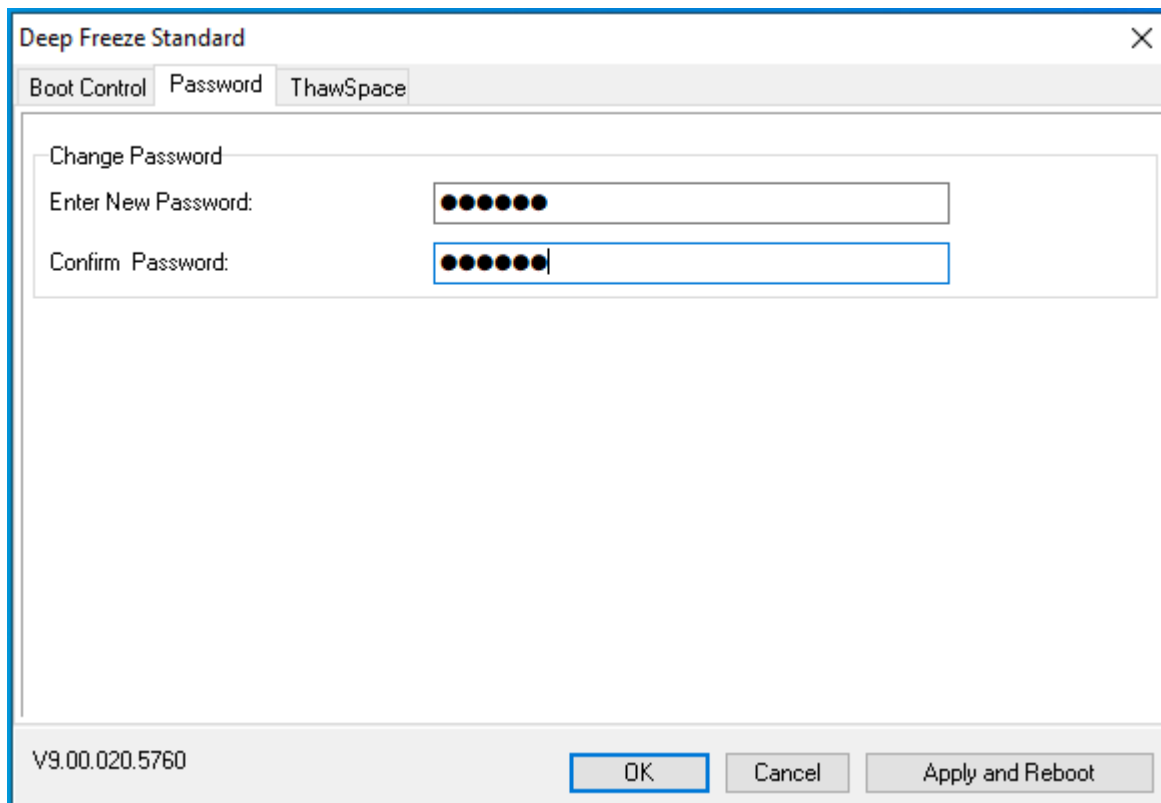 Deep Freeze Standard
Boot Control Password ThawSpace
Change Password
Enter New Password: ●●●●●●
Confirm Password: ●●●●●●
V9.00.020.5760
OK Cancel Apply and Reboot